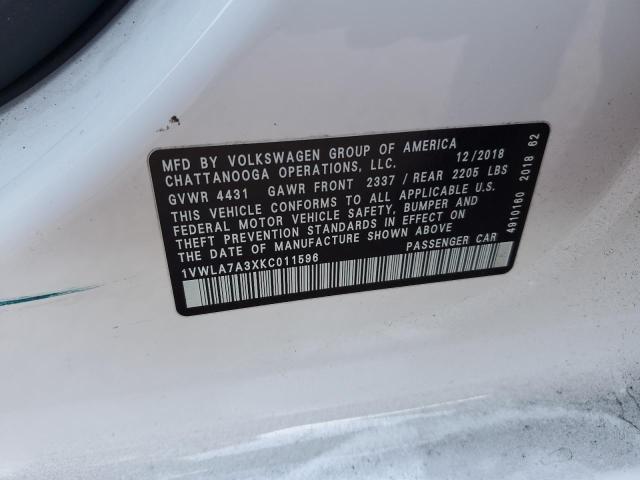 MFD BY VOLKSWAGEN GROUP OF AMERICA 12/2018
CHATTANOOGA OPERATIONS, LLC.
GVWR 4431 GAWR FRONT 2337 / REAR 2205 LBS
THIS VEHICLE CONFORMS TO ALL APPLICABLE U.S.
FEDERAL MOTOR VEHICLE SAFETY, BUMPER AND
THEFT PREVENTION STANDARDS IN EFFECT ON
THE DATE OF MANUFACTURE SHOWN ABOVE
1VWLA7A3XKC011596 PASSENGER CAR
4910160 2018 62